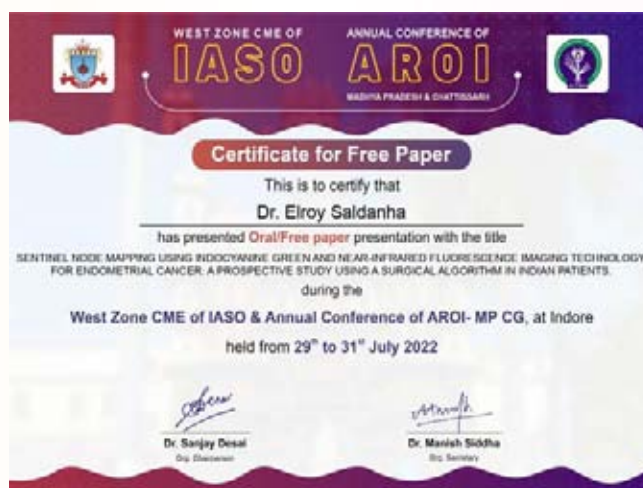 WEST ZONE CME OF
IASO
ANNUAL CONFERENCE OF
AROI
MADHYA PRADESH & CHATTISGARH
Certificate for Free Paper
This is to certify that
Dr. Elroy Saldanha
has presented Oral/Free paper presentation with the title
SENTINEL NODE MAPPING USING INDOCYANINE GREEN AND NEAR-INFRARED FLUORESCENCE IMAGING TECHNOLOGY
FOR ENDOMETRIAL CANCER: A PROSPECTIVE STUDY USING A SURGICAL ALGORITHM IN INDIAN PATIENTS.
during the
West Zone CME of IASO & Annual Conference of AROI- MP CG, at Indore
held from 29th to 31st July 2022
Dr. Sanjay Desai
Org. Chairperson
Dr. Manish Siddha
Org. Secretary